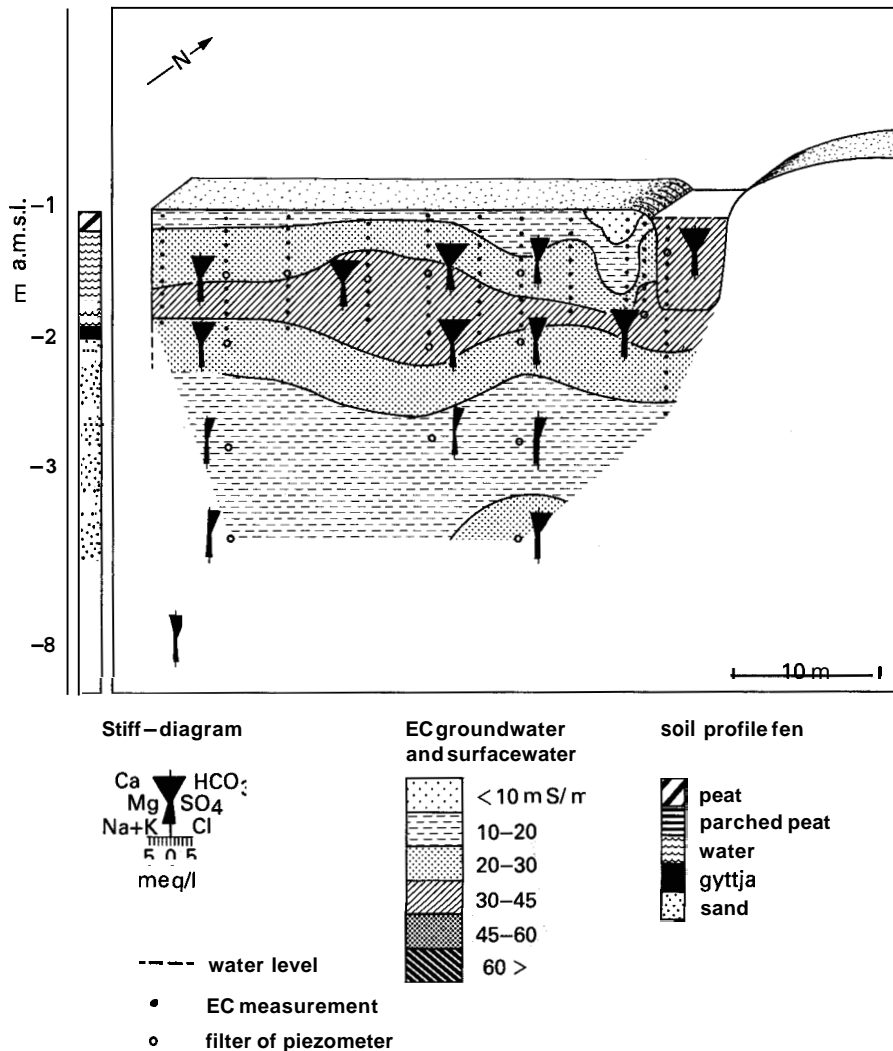 N
m a.m.s.l.
–1
–2
–3
–8
10 m
Stiff–diagram
Ca HCO3
Mg SO4
Na+K Cl
5 0 5
meq/l
EC groundwater
and surfacewater
<10 mS/m
10–20
20–30
30–45
45–60
60 >
soil profile fen
peat
parched peat
water
gyttja
sand
water level
EC measurement
filter of piezometer